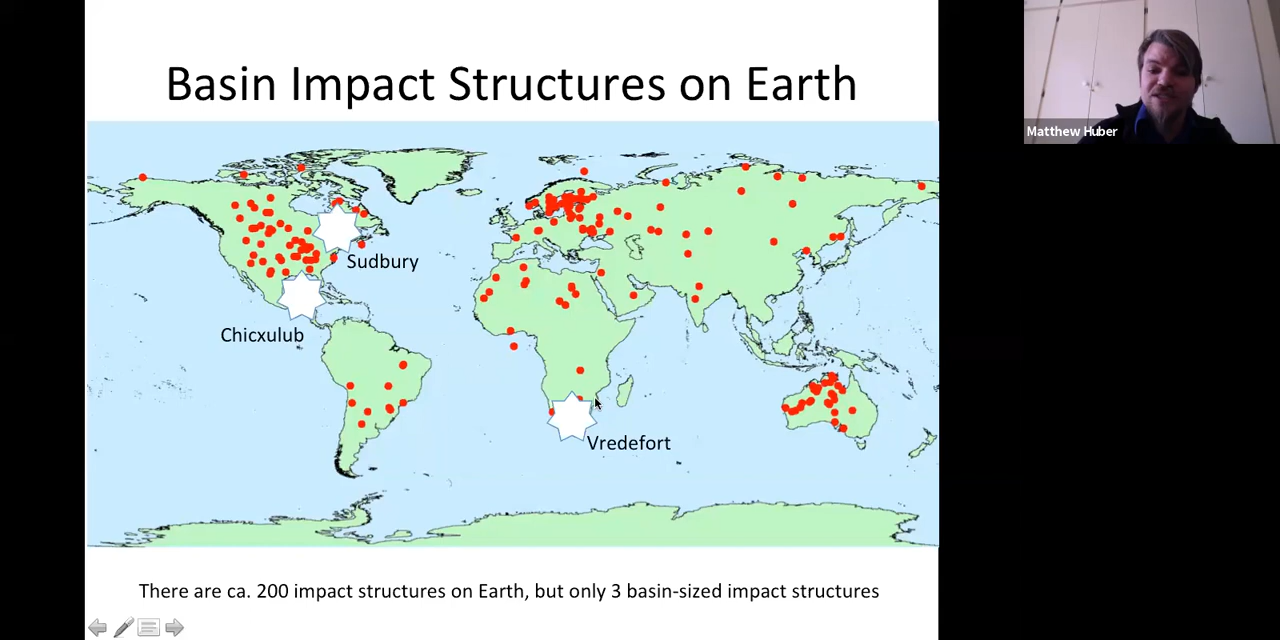 Basin Impact Structures on Earth
Matthew Huber
Sudbury
Chicxulub
Vredefort
There are ca. 200 impact structures on Earth, but only 3 basin-sized impact structures